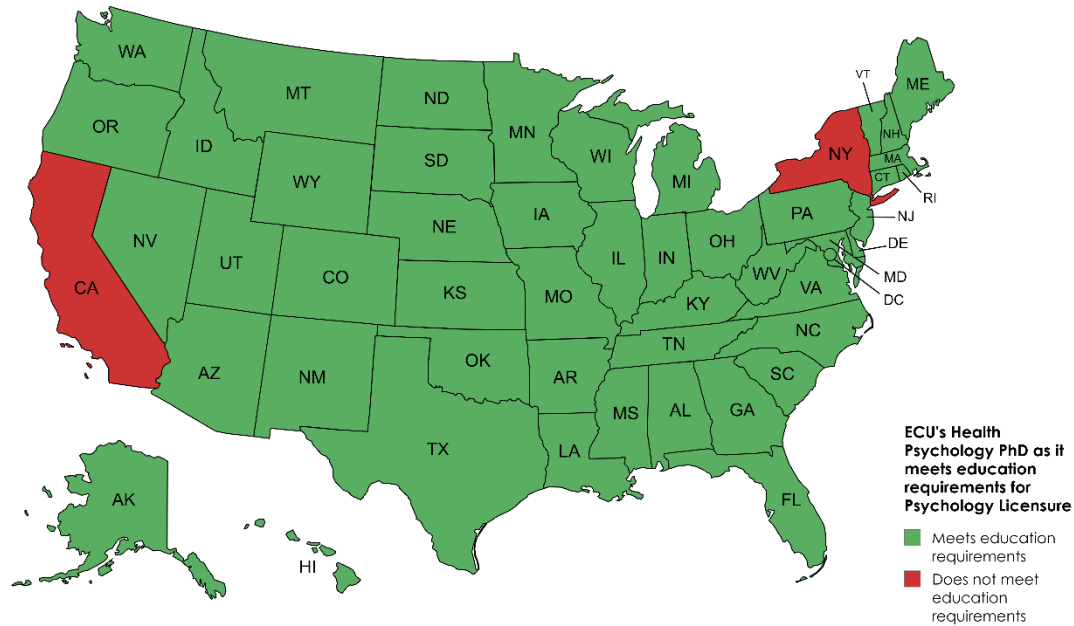 WA
MT
ND
MN
VT
ME
OR
ID
SD
WI
NY
NH
MA
WY
MI
CT
RI
IA
PA
NJ
NE
NV
OH
DE
UT
IL
IN
CA
CO
WV
MD
KS
MO
VA
DC
KY
NC
TN
OK
AZ
NM
AR
SC
MS
AL
GA
TX
LA
ECU's Health
Psychology PhD as it
meets education
requirements for
Psychology Licensure
AK
FL
Meets education
requirements
HI
Does not meet
education
requirements